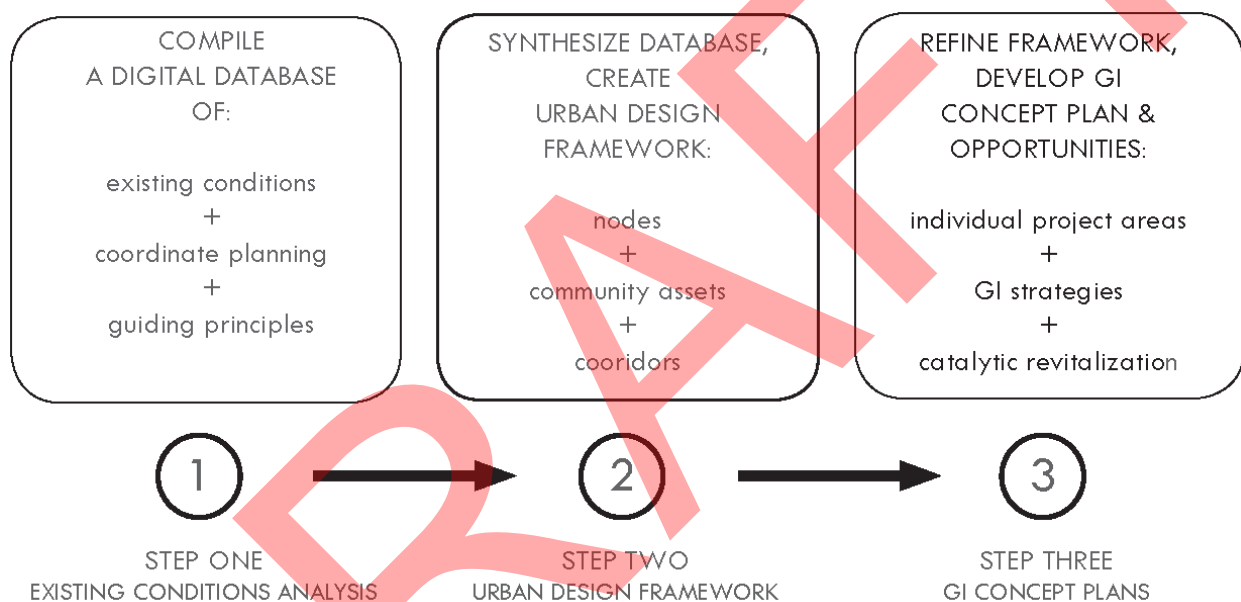 COMPILE
A DIGITAL DATABASE
OF:
existing conditions
+
coordinate planning
+
guiding principles
SYNTHESIZE DATABASE,
CREATE
URBAN DESIGN
FRAMEWORK:
nodes
+
community assets
+
cooridors
REFINE FRAMEWORK,
DEVELOP GI
CONCEPT PLAN &
OPPORTUNITIES:
individual project areas
+
GI strategies
+
catalytic revitalization
1
2
3
STEP ONE
EXISTING CONDITIONS ANALYSIS
STEP TWO
URBAN DESIGN FRAMEWORK
STEP THREE
GI CONCEPT PLANS